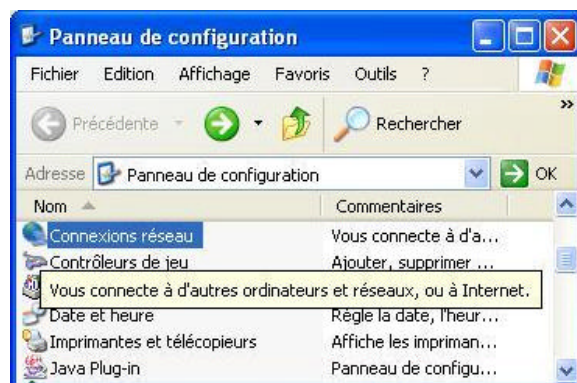 Panneau de configuration
Fichier Edition Affichage Favoris Outils ?
Précédente Rechercher »
Adresse Panneau de configuration OK
Nom Commentaires
Connexions réseau Vous connecte à d'a...
Contrôleurs de jeu Ajouter, supprimer ...
Vous connecte à d'autres ordinateurs et réseaux, ou à Internet.
Date et heure Règle la date, l'heur...
Imprimantes et télécopieurs Affiche les impriman...
Java Plug-in Panneau de configu...